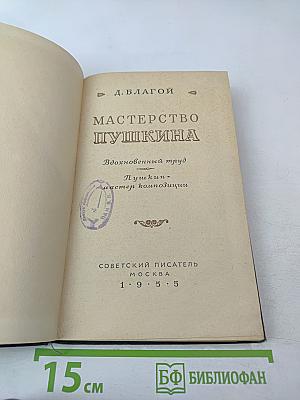 Д. БЛАГОЙ
МАСТЕРСТВО
ПУШКИНА
Вдохновенный труд
Пушкин-
мастер композиции
СОВЕТСКИЙ ПИСАТЕЛЬ
МОСКВА
1·9·5·5
15 см
БФ БИБЛИОФАН